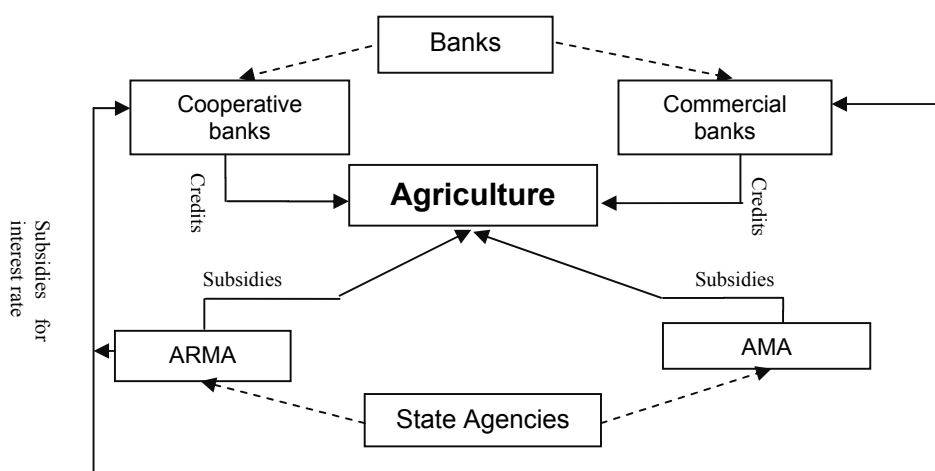 Banks
Cooperative
banks
Commercial
banks
Credits
Agriculture
Credits
Subsidies for
interest rate
Subsidies
Subsidies
ARMA
AMA
State Agencies